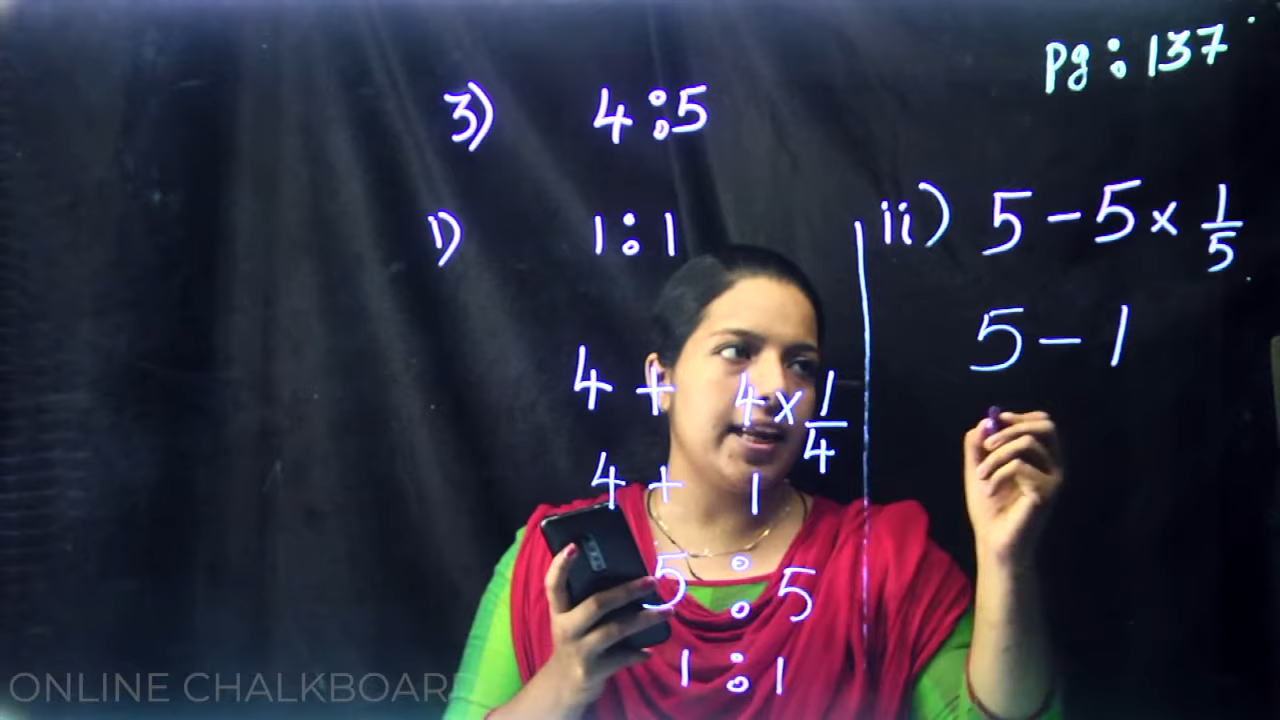 Pg : 137
3) 4 : 5
i) 1 : 1
4 + 4 × 1/4
4 + 1
5 : 5
1 : 1
ii) 5 - 5 × 1/5
5 - 1
ONLINE CHALKBOARD